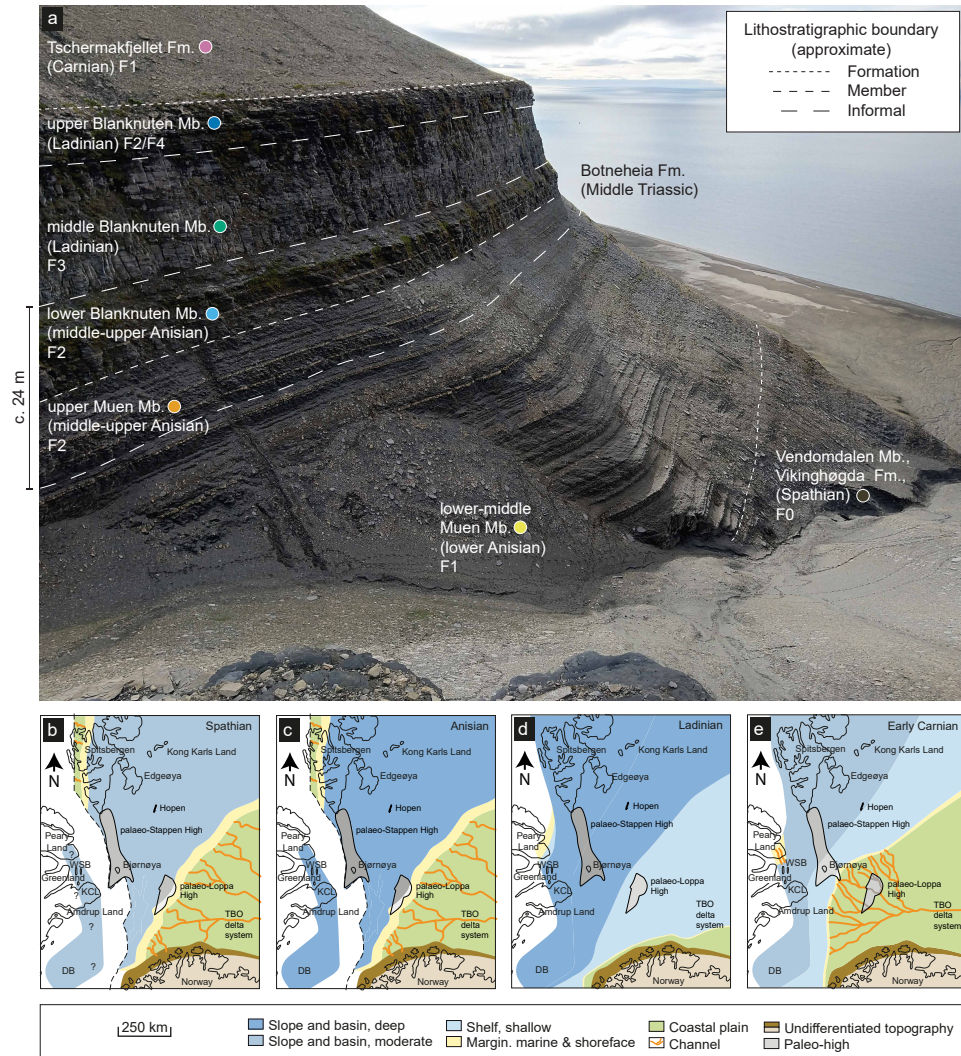 a
Tschermakfjellet Fm.
(Carnian) F1
upper Blanknuten Mb.
(Ladinian) F2/F4
middle Blanknuten Mb.
(Ladinian)
F3
lower Blanknuten Mb.
(middle-upper Anisian)
F2
upper Muen Mb.
(middle-upper Anisian)
F2
c. 24 m
lower-middle
Muen Mb.
(lower Anisian)
F1
Botneheia Fm.
(Middle Triassic)
Vendomdalen Mb.,
Vikinghøgda Fm.,
(Spathian)
F0
Lithostratigraphic boundary
(approximate)
Formation
Member
Informal
b
Spathian
Spitsbergen
Kong Karls Land
N
Edgeøya
Hopen
palaeo-Stappen High
Peary
Land
?
WSB
Bjørnøya
Greenland
palaeo-Loppa
High
?
KCL
Amdrup Land
?
TBO
delta
system
DB
?
Norway
c
Anisian
Spitsbergen
Kong Karls Land
N
Edgeøya
Hopen
palaeo-Stappen High
Peary
Land
WSB
Bjørnøya
Greenland
palaeo-Loppa
High
KCL
Amdrup Land
TBO
delta
system
DB
Norway
d
Ladinian
Spitsbergen
Kong Karls Land
N
Edgeøya
Hopen
palaeo-Stappen High
Peary
Land
WSB
Bjørnøya
Greenland
palaeo-Loppa
High
KCL
Amdrup Land
TBO
delta
system
DB
Norway
e
Early Carnian
Spitsbergen
Kong Karls Land
N
Edgeøya
Hopen
palaeo-Stappen High
Peary
Land
WSB
Bjørnøya
Greenland
palaeo-Loppa
High
KCL
Amdrup Land
TBO
delta
system
DB
Norway
250 km
Slope and basin, deep
Slope and basin, moderate
Shelf, shallow
Margin. marine & shoreface
Coastal plain
Channel
Undifferentiated topography
Paleo-high